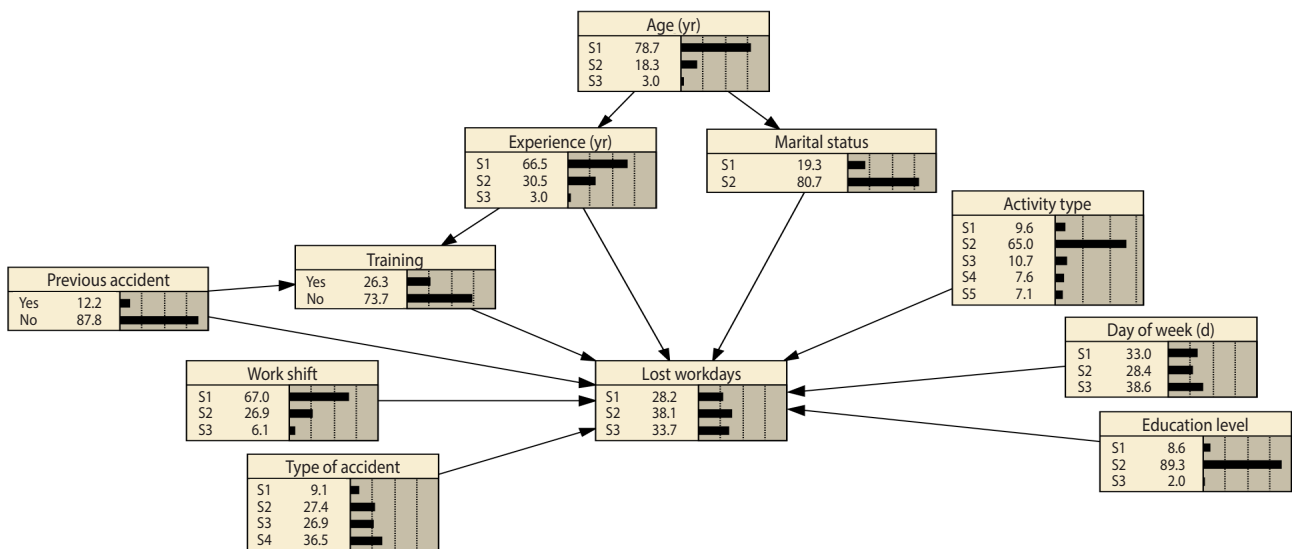 Age (yr)
S1 78.7
S2 18.3
S3 3.0
Experience (yr)
S1 66.5
S2 30.5
S3 3.0
Marital status
S1 19.3
S2 80.7
Activity type
S1 9.6
S2 65.0
S3 10.7
S4 7.6
S5 7.1
Training
Yes 26.3
No 73.7
Previous accident
Yes 12.2
No 87.8
Day of week (d)
S1 33.0
S2 28.4
S3 38.6
Work shift
S1 67.0
S2 26.9
S3 6.1
Lost workdays
S1 28.2
S2 38.1
S3 33.7
Education level
S1 8.6
S2 89.3
S3 2.0
Type of accident
S1 9.1
S2 27.4
S3 26.9
S4 36.5